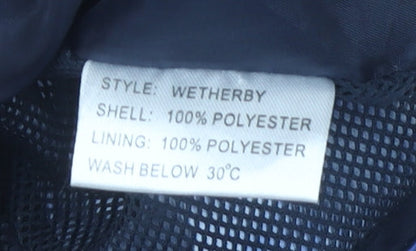 STYLE: WETHERBY
SHELL: 100% POLYESTER
LINING: 100% POLYESTER
WASH BELOW 30°C